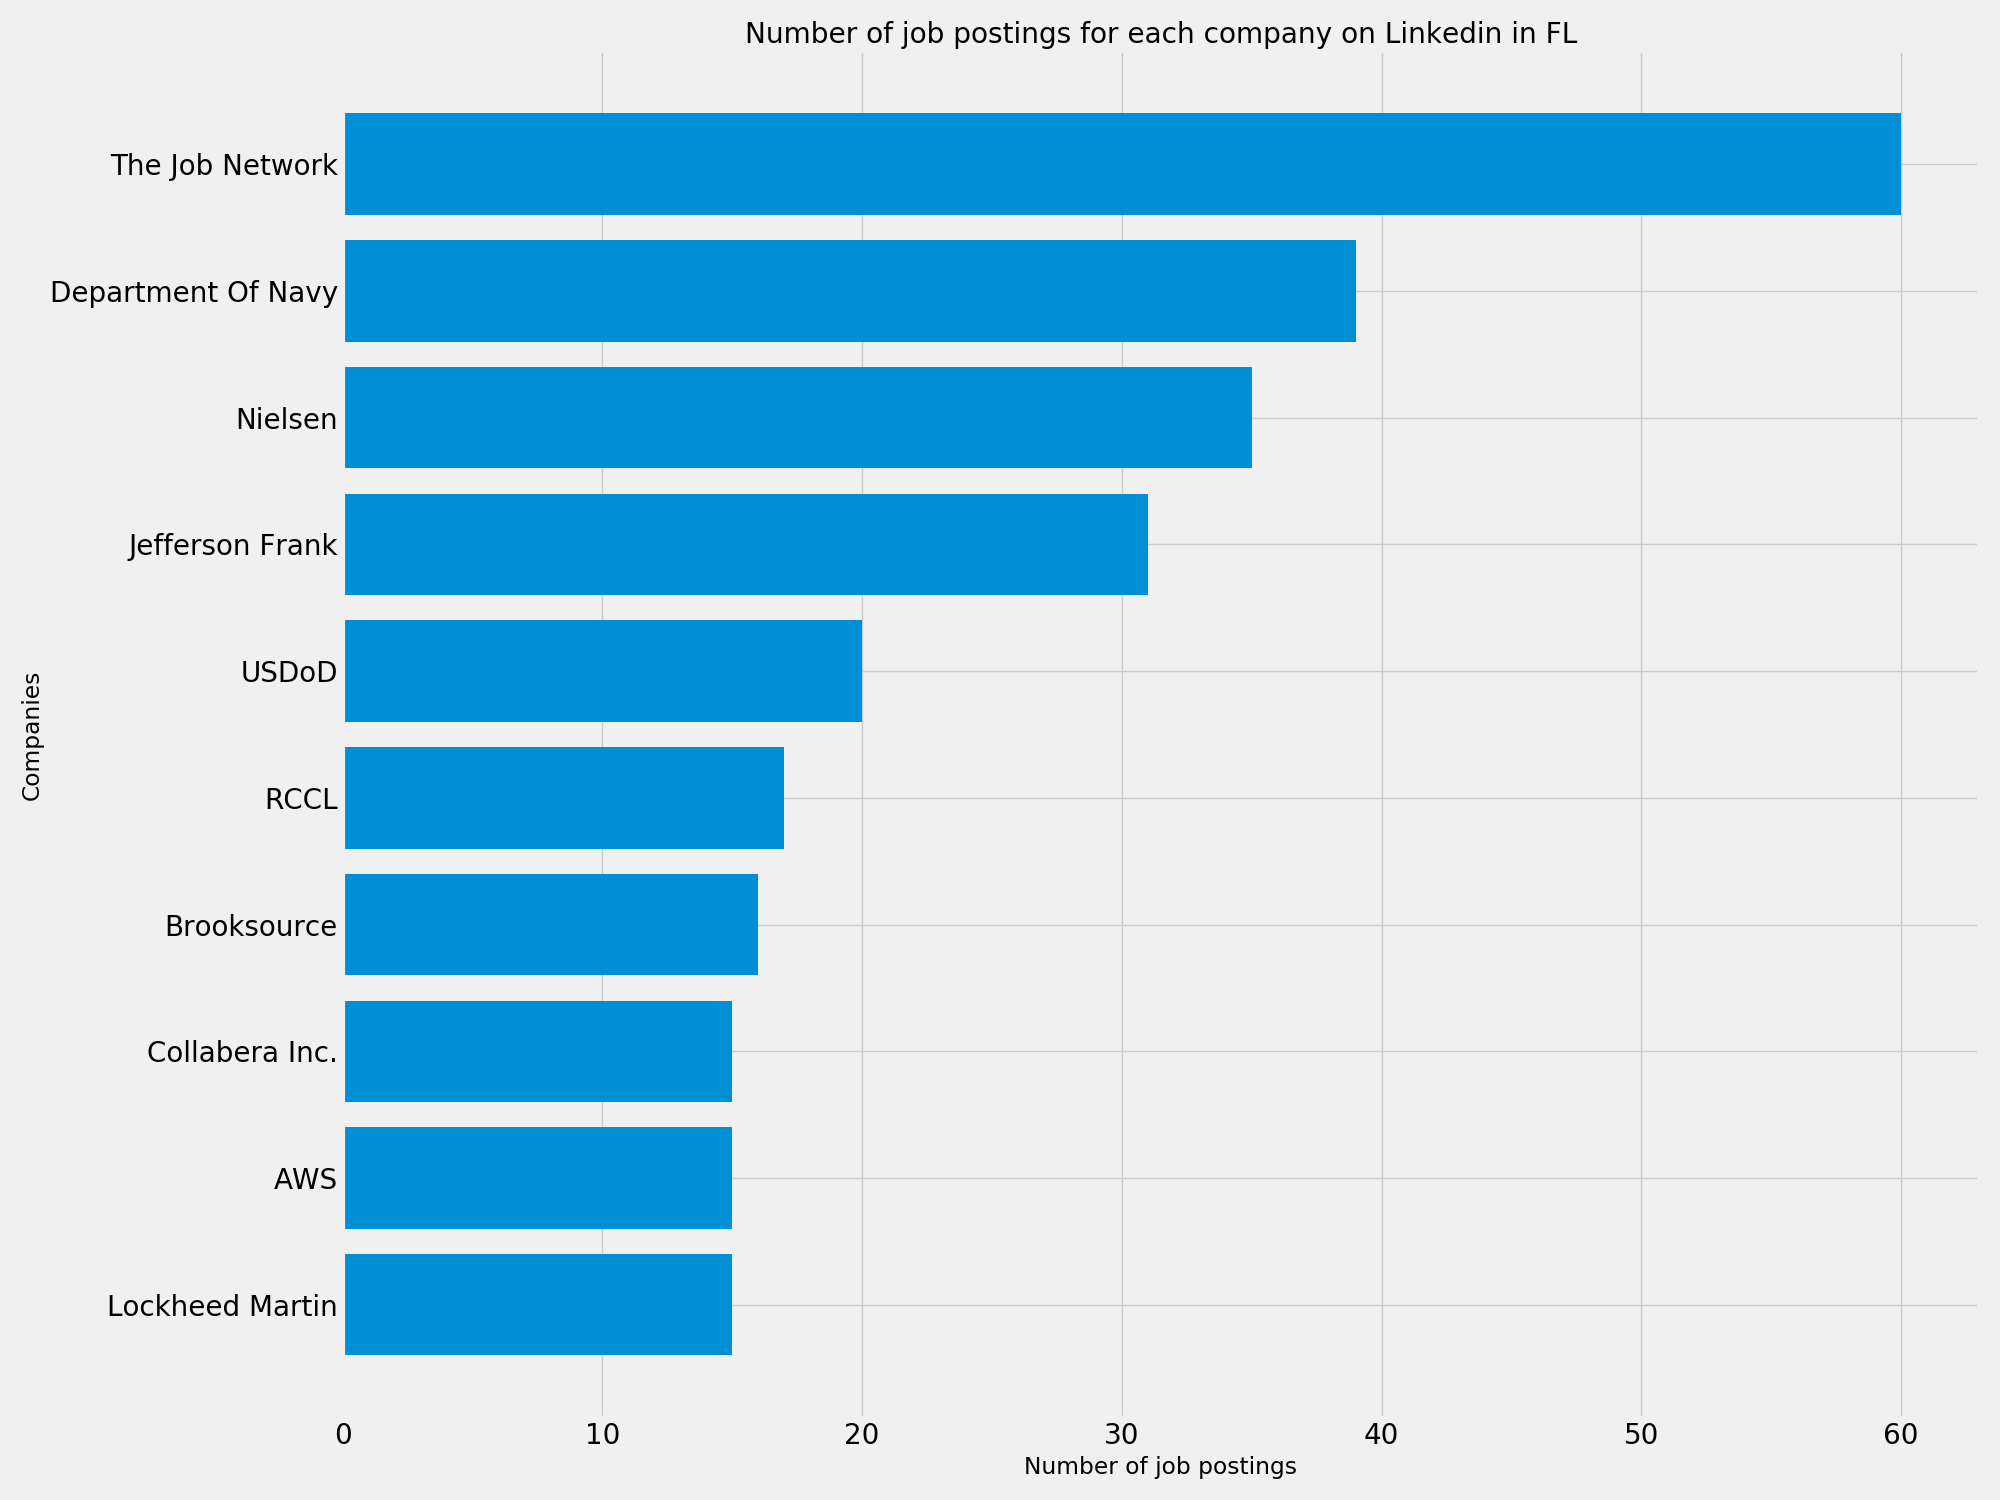 Number of job postings for each company on Linkedin in FL
The Job Network
Department Of Navy
Nielsen
Jefferson Frank
USDoD
RCCL
Brooksource
Collabera Inc.
AWS
Lockheed Martin
Companies
0 10 20 30 40 50 60
Number of job postings